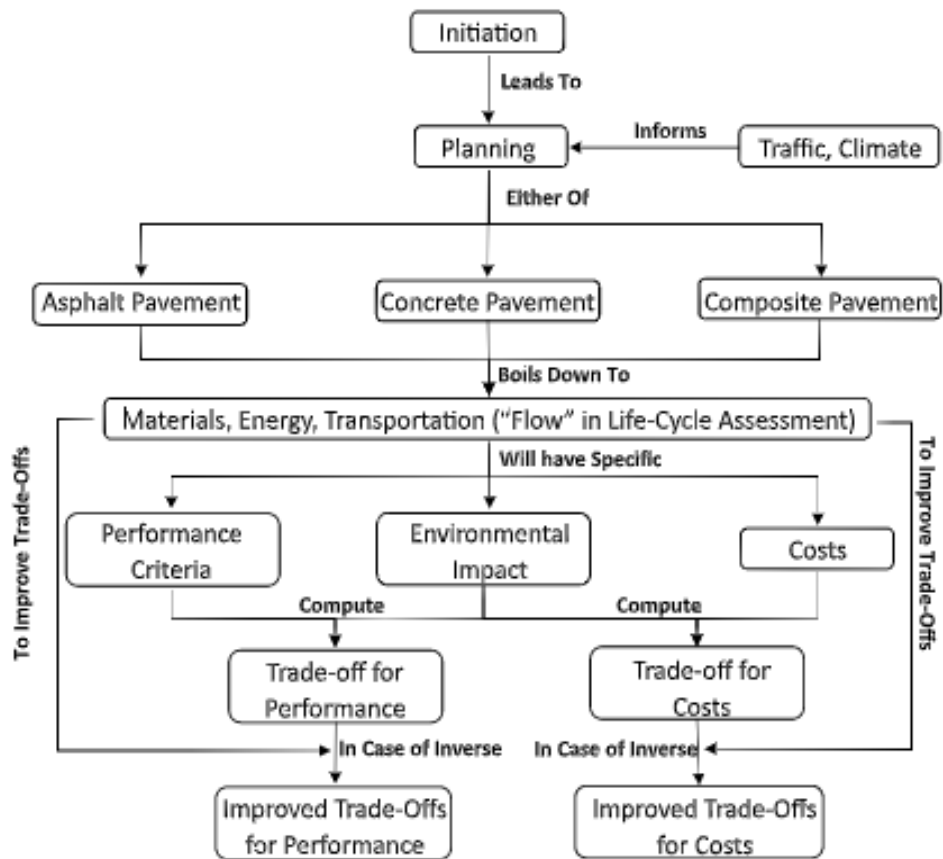 Initiation
Leads To
Planning
Informs
Traffic, Climate
Either Of
Asphalt Pavement
Concrete Pavement
Composite Pavement
Boils Down To
Materials, Energy, Transportation (“Flow” in Life-Cycle Assessment)
Will have Specific
To Improve Trade-Offs
To Improve Trade-Offs
Performance
Criteria
Environmental
Impact
Costs
Compute
Compute
Trade-off for
Performance
Trade-off for
Costs
In Case of Inverse
In Case of Inverse
Improved Trade-Offs
for Performance
Improved Trade-Offs
for Costs